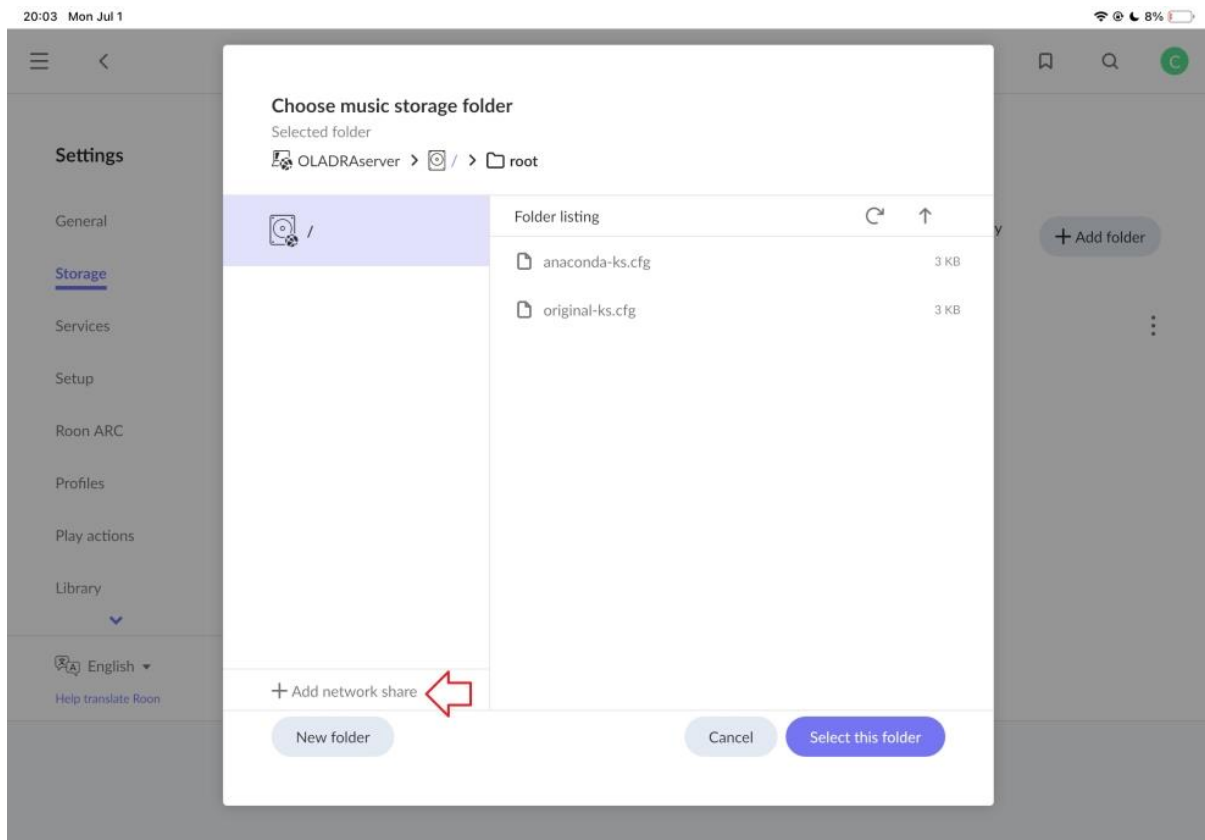 20:03 Mon Jul 1
8%
C
Choose music storage folder
Selected folder
OLADRAserver > / > root
Settings
General
Storage
Services
Setup
Roon ARC
Profiles
Play actions
Library
English
Help translate Roon
/
Folder listing
anaconda-ks.cfg 3 KB
original-ks.cfg 3 KB
y
+ Add folder
+ Add network share
New folder
Cancel
Select this folder